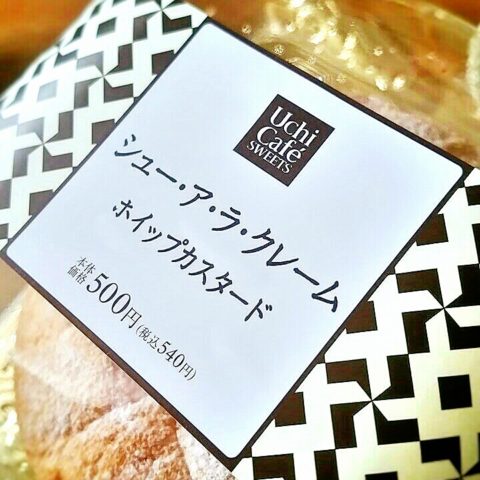 Uchi
Café
SWEETS
シュー・ア・ラ・クレーム
ホイップカスタード
本体
価格 500円(税込540円)